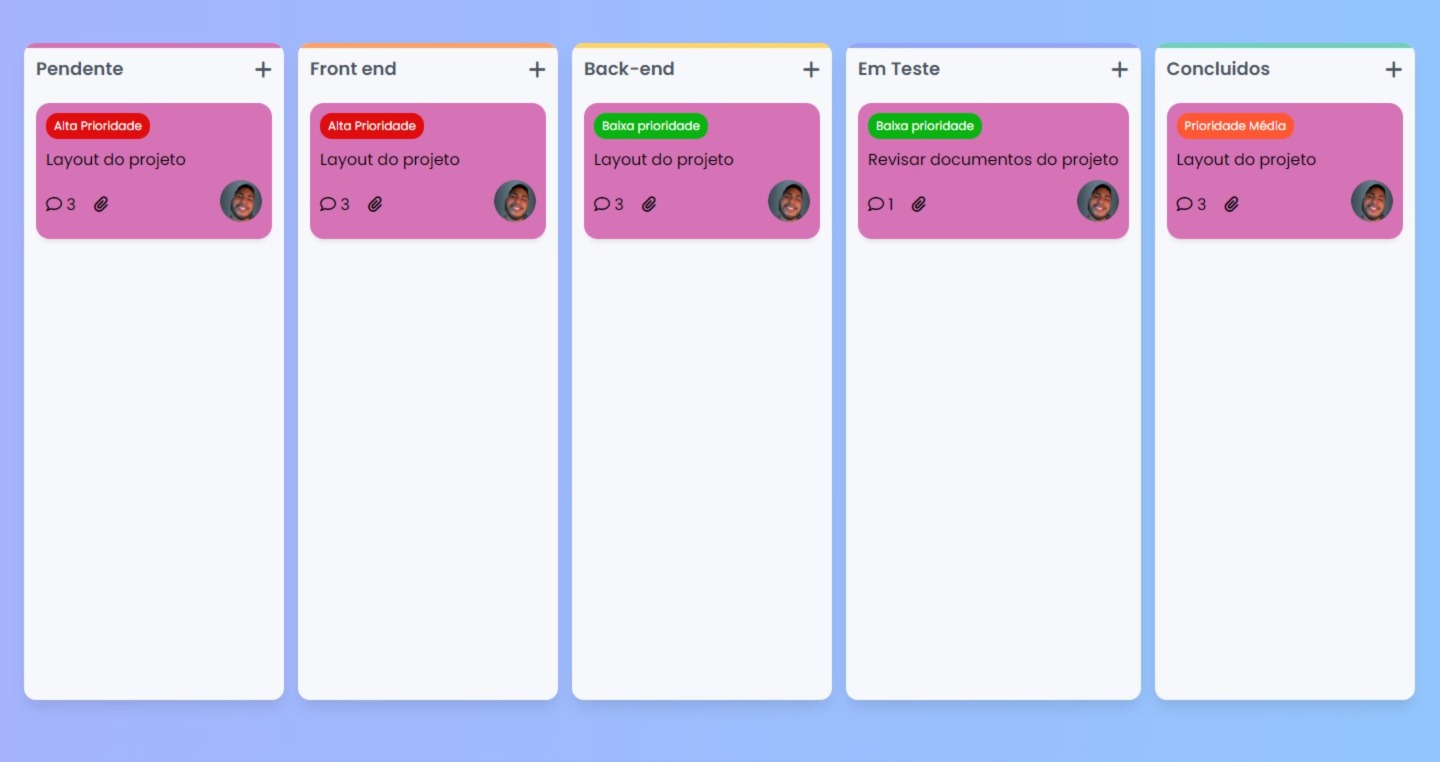 Pendente
Alta Prioridade
Layout do projeto
3
Front end
Alta Prioridade
Layout do projeto
3
Back-end
Baixa prioridade
Layout do projeto
3
Em Teste
Baixa prioridade
Revisar documentos do projeto
1
Concluidos
Prioridade Média
Layout do projeto
3